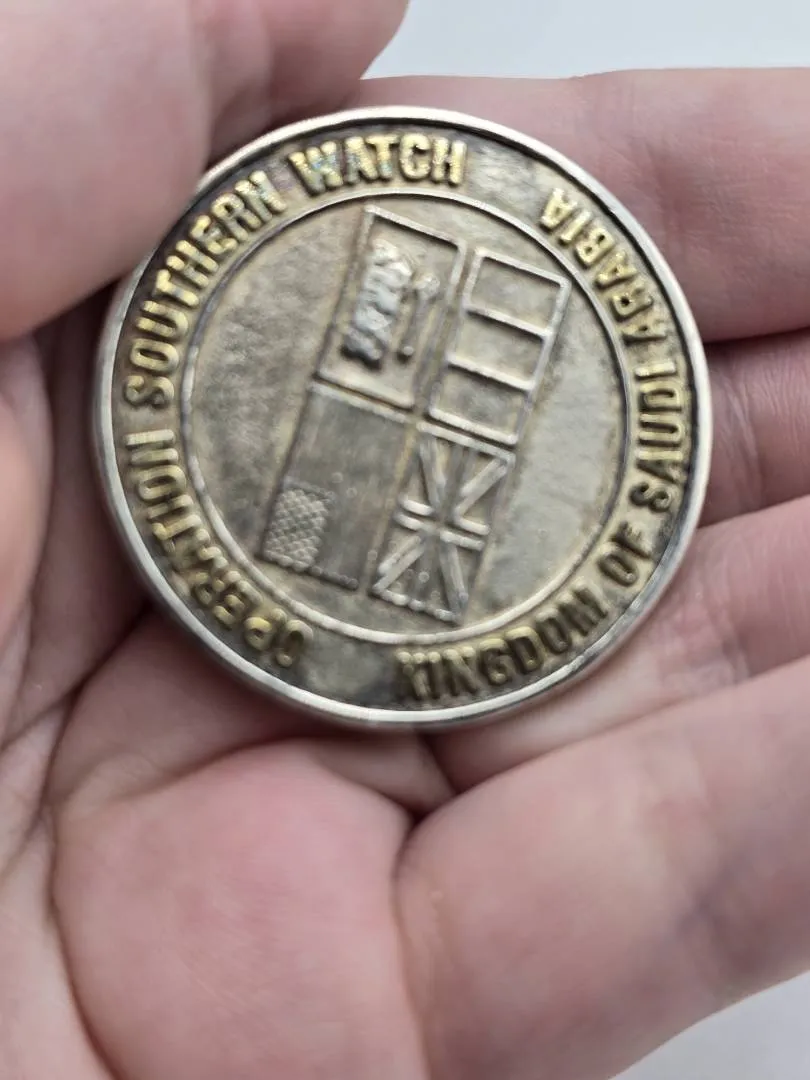 OPERATION SOUTHERN WATCH
KINGDOM OF SAUDI ARABIA